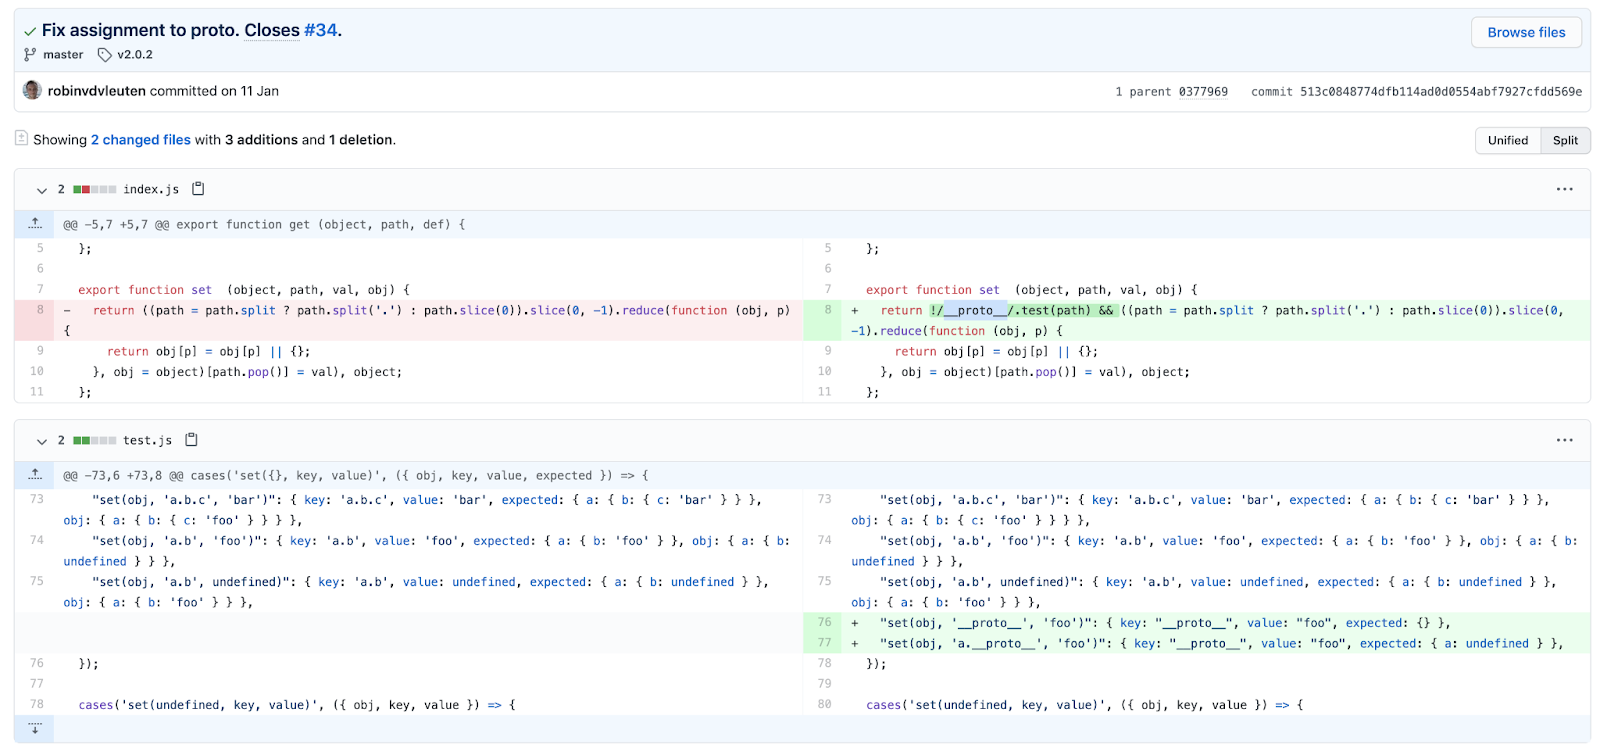 Fix assignment to proto. Closes #34.
Browse files
master v2.0.2
robinvdvleuten committed on 11 Jan
1 parent 0377969 commit 513c0848774dfb114ad0d0554abf7927cfdd569e
Showing 2 changed files with 3 additions and 1 deletion.
Unified Split
2 index.js
@@ -5,7 +5,7 @@ export function get (object, path, def) {
5 };
6
7 export function set (object, path, val, obj) {
8 - return ((path = path.split ? path.split('.') : path.slice(0)).slice(0, -1).reduce(function (obj, p)
{
9 return obj[p] = obj[p] || {};
10 }, obj = object)[path.pop()] = val), object;
11 };
5 };
6
7 export function set (object, path, val, obj) {
8 + return !/__proto__/.test(path) && ((path = path.split ? path.split('.') : path.slice(0)).slice(0,
-1).reduce(function (obj, p) {
9 return obj[p] = obj[p] || {};
10 }, obj = object)[path.pop()] = val), object;
11 };
2 test.js
@@ -73,6 +73,8 @@ cases('set({}, key, value)', ({ obj, key, value, expected }) => {
73 "set(obj, 'a.b.c', 'bar')": { key: 'a.b.c', value: 'bar', expected: { a: { b: { c: 'bar' } } },
obj: { a: { b: { c: 'foo' } } } },
74 "set(obj, 'a.b', 'foo')": { key: 'a.b', value: 'foo', expected: { a: { b: 'foo' } }, obj: { a: { b:
undefined } } },
75 "set(obj, 'a.b', undefined)": { key: 'a.b', value: undefined, expected: { a: { b: undefined } },
obj: { a: { b: 'foo' } } },
76 });
77
78 cases('set(undefined, key, value)', ({ obj, key, value }) => {
73 "set(obj, 'a.b.c', 'bar')": { key: 'a.b.c', value: 'bar', expected: { a: { b: { c: 'bar' } } },
obj: { a: { b: { c: 'foo' } } } },
74 "set(obj, 'a.b', 'foo')": { key: 'a.b', value: 'foo', expected: { a: { b: 'foo' } }, obj: { a: { b:
undefined } } },
75 "set(obj, 'a.b', undefined)": { key: 'a.b', value: undefined, expected: { a: { b: undefined } },
obj: { a: { b: 'foo' } } },
76 + "set(obj, '__proto__', 'foo')": { key: "__proto__", value: "foo", expected: {} },
77 + "set(obj, 'a.__proto__', 'foo')": { key: "__proto__", value: "foo", expected: { a: undefined } },
78 });
79
80 cases('set(undefined, key, value)', ({ obj, key, value }) => {